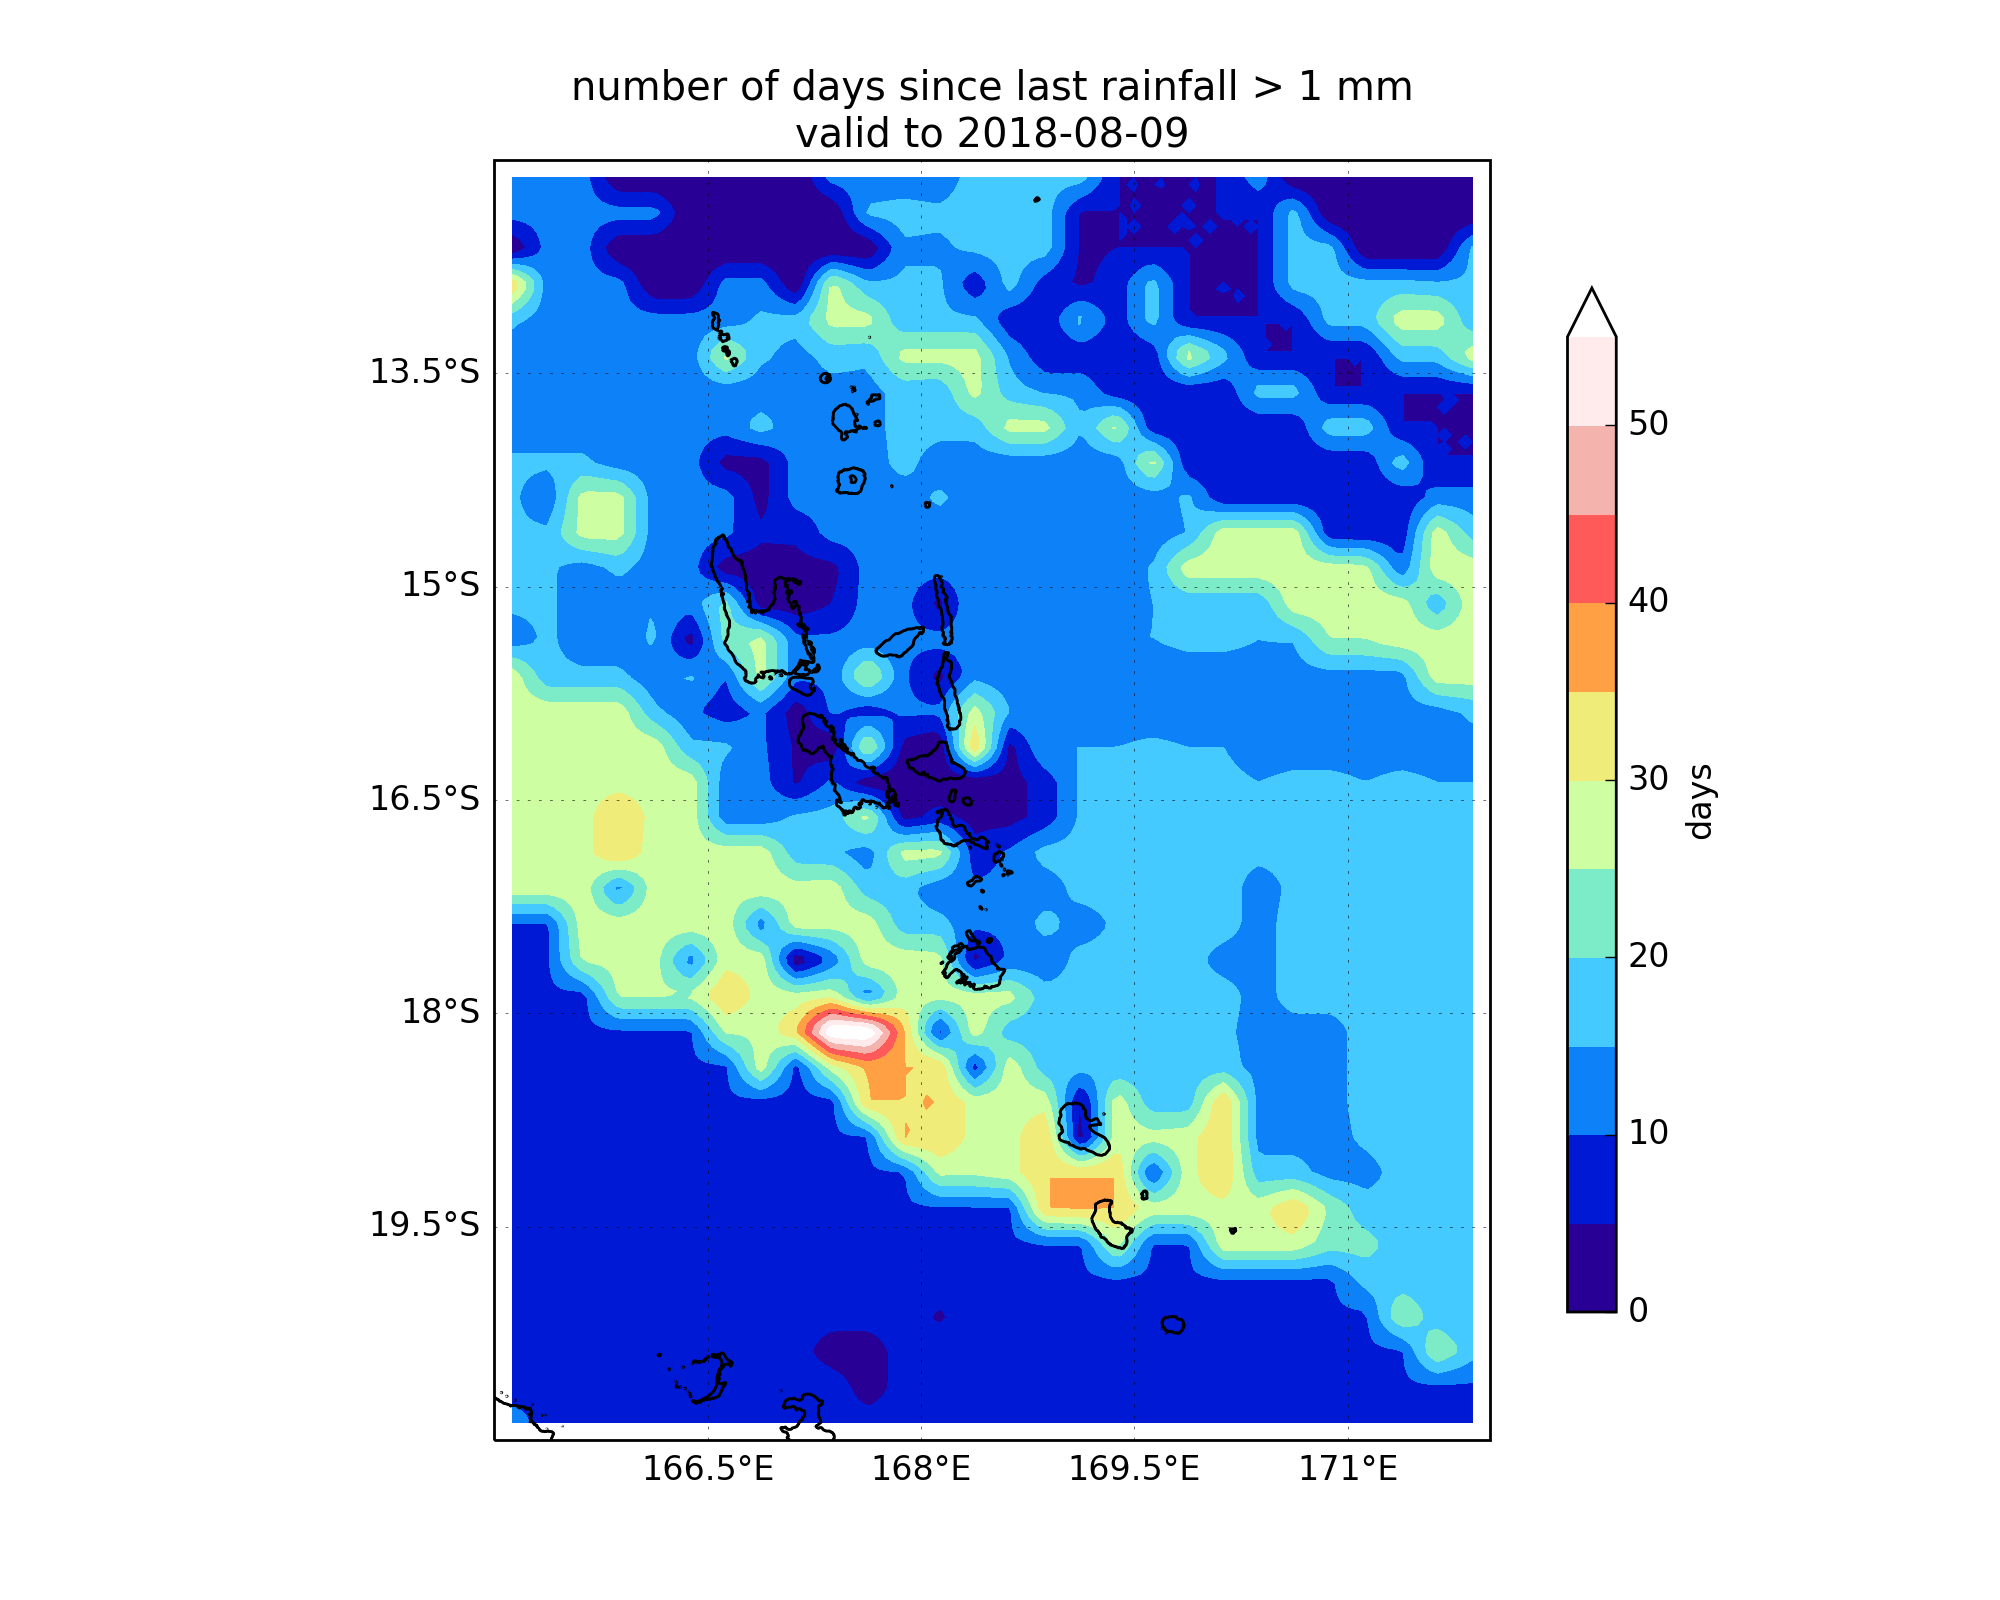 number of days since last rainfall > 1 mm
valid to 2018-08-09
13.5°S
15°S
16.5°S
18°S
19.5°S
166.5°E
168°E
169.5°E
171°E
50
40
30
20
10
0
days